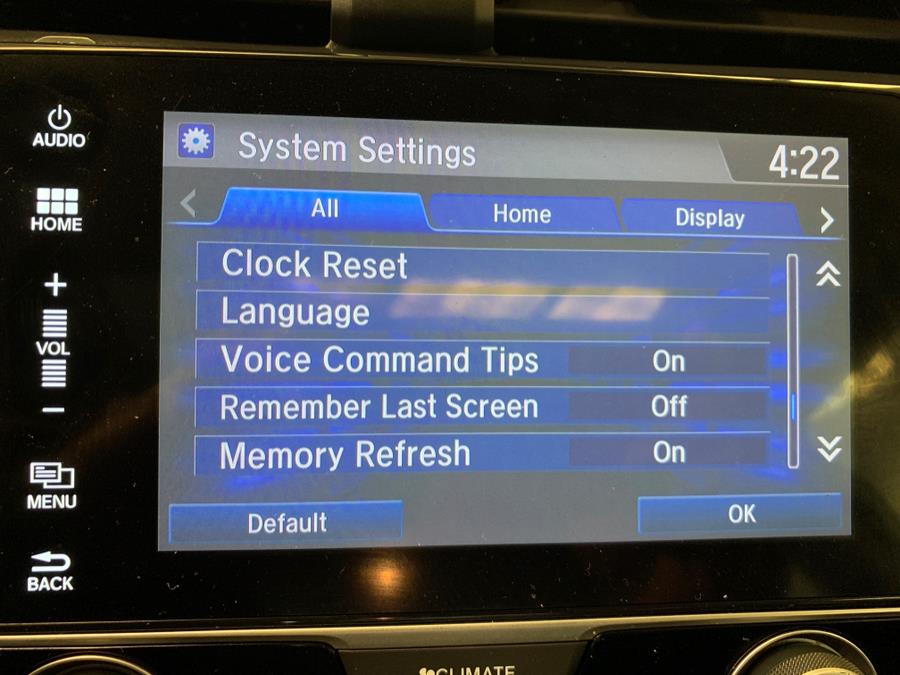 AUDIO
HOME
VOL
MENU
BACK
System Settings
4:22
All
Home
Display
Clock Reset
Language
Voice Command Tips On
Remember Last Screen Off
Memory Refresh On
Default
OK
CLIMATE